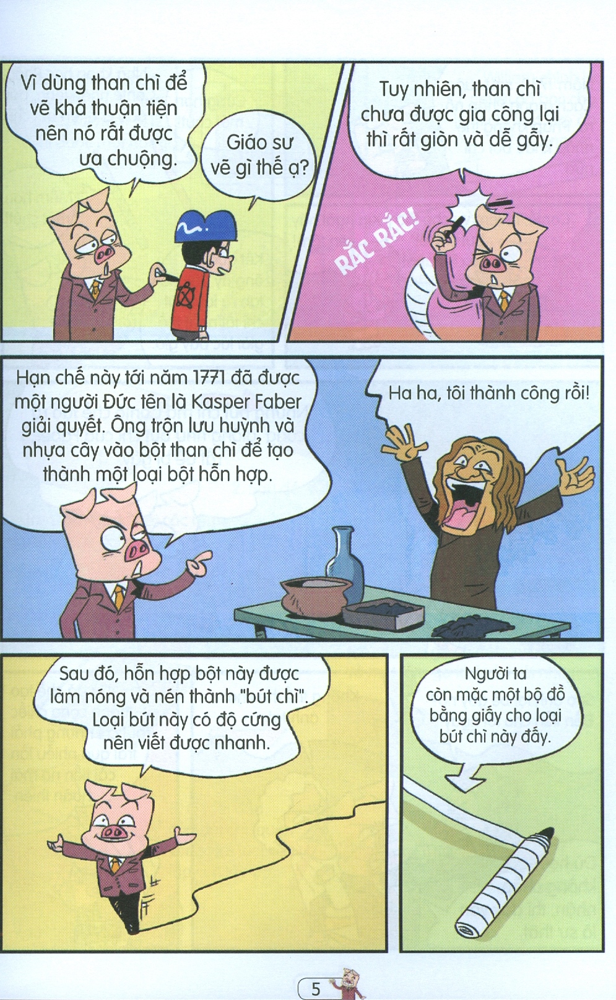 Vì dùng than chì để
vẽ khá thuận tiện
nên nó rất được
ưa chuộng.
Giáo sư
vẽ gì thế ạ?
Tuy nhiên, than chì
chưa được gia công lại
thì rất giòn và dễ gẫy.
RẮC RẮC!
Hạn chế này tới năm 1771 đã được
một người Đức tên là Kasper Faber
giải quyết. Ông trộn lưu huỳnh và
nhựa cây vào bột than chì để tạo
thành một loại bột hỗn hợp.
Ha ha, tôi thành công rồi!
Sau đó, hỗn hợp bột này được
làm nóng và nén thành "bút chì".
Loại bút này có độ cứng
nên viết được nhanh.
Người ta
còn mặc một bộ đồ
bằng giấy cho loại
bút chì này đấy.
5